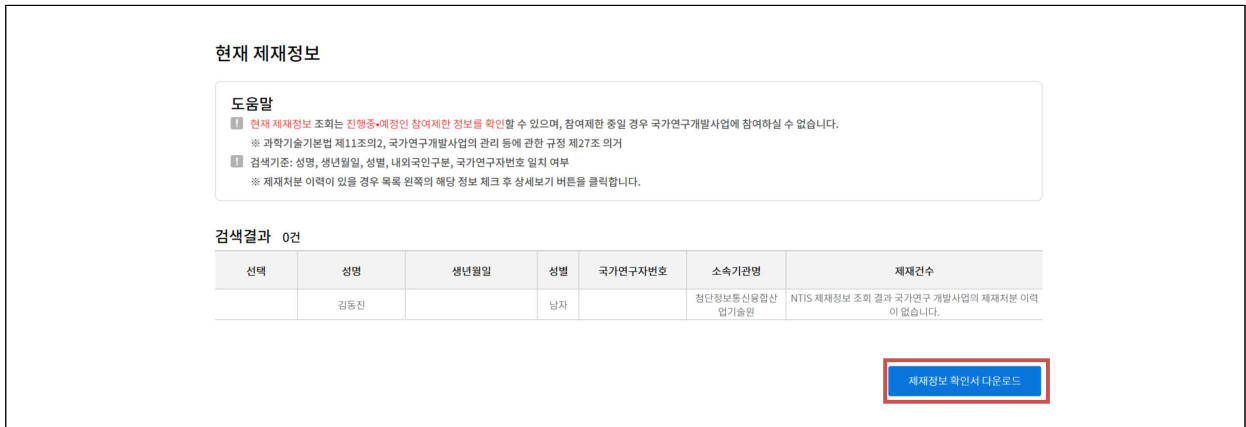 현재 제재정보
도움말
! 현재 제재정보 조회는 진행중•예정인 참여제한 정보를 확인할 수 있으며, 참여제한 중일 경우 국가연구개발사업에 참여하실 수 없습니다.
※ 과학기술기본법 제11조의2, 국가연구개발사업의 관리 등에 관한 규정 제27조 의거
! 검색기준: 성명, 생년월일, 성별, 내외국인구분, 국가연구자번호 일치 여부
※ 제재처분 이력이 있을 경우 목록 왼쪽의 해당 정보 체크 후 상세보기 버튼을 클릭합니다.
검색결과 0건
선택 성명 생년월일 성별 국가연구자번호 소속기관명 제재건수
김동진 남자 첨단정보통신융합산 NTIS 제재정보 조회 결과 국가연구 개발사업의 제재처분 이력
업기술원 이 없습니다.
제재정보 확인서 다운로드